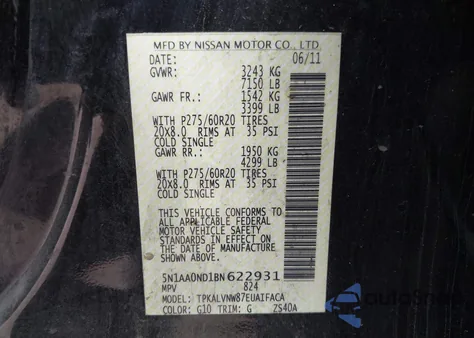 MFD BY NISSAN MOTOR CO., LTD.
DATE: 06/11
GVWR: 3243 KG
7150 LB
GAWR FR.: 1542 KG
3399 LB
WITH P275/60R20 TIRES
20X8.0 RIMS AT 35 PSI
COLD SINGLE
GAWR RR.: 1950 KG
4299 LB
WITH P275/60R20 TIRES
20X8.0 RIMS AT 35 PSI
COLD SINGLE
THIS VEHICLE CONFORMS TO
ALL APPLICABLE FEDERAL
MOTOR VEHICLE SAFETY
STANDARDS IN EFFECT ON
THE DATE OF MANUFACTURE
SHOWN ABOVE.
5N1AA0ND1BN622931
MPV 824
MODEL: TPKALVNW87EUAIFACA
COLOR: G10 TRIM: G ZS40A